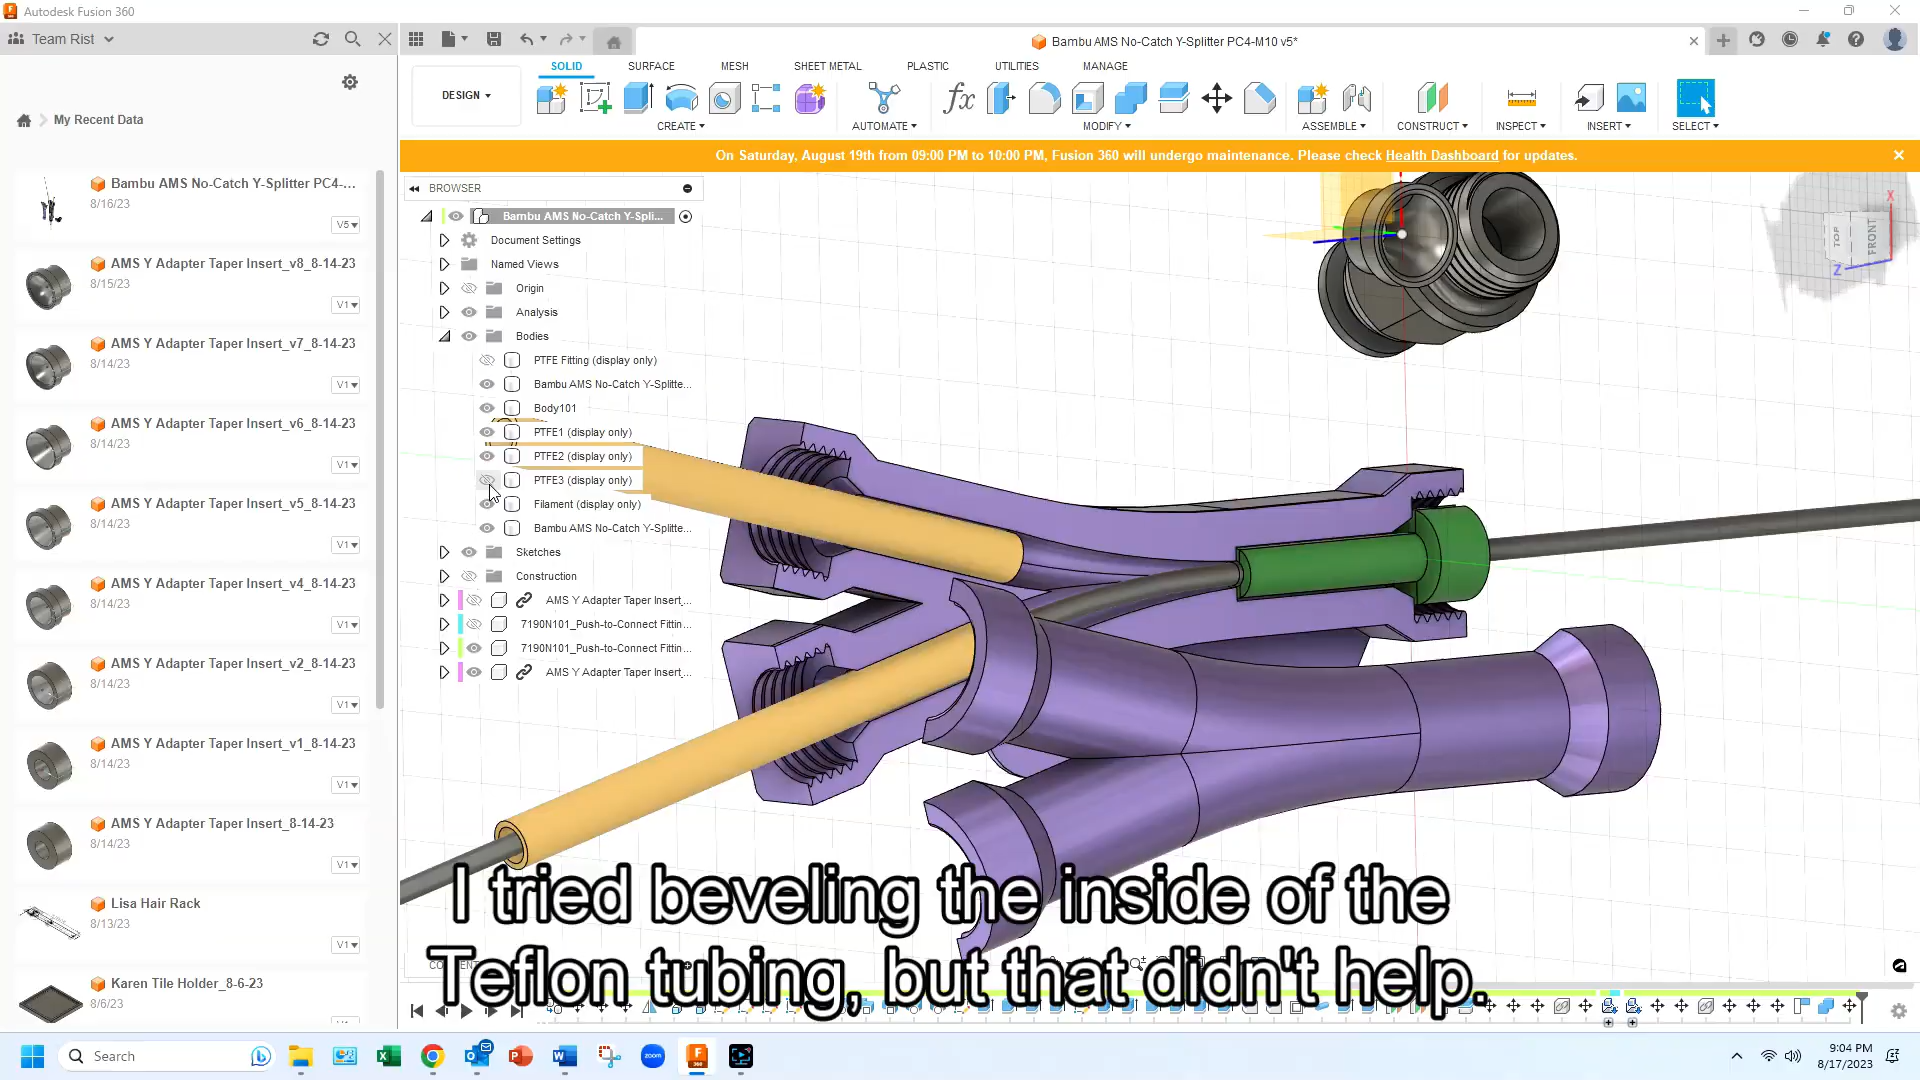 Autodesk Fusion 360
Team Rist
Bambu AMS No-Catch Y-Splitter PC4-M10 v5*
My Recent Data
Bambu AMS No-Catch Y-Splitter PC4-...
8/16/23
V5
AMS Y Adapter Taper Insert_v8_8-14-23
8/15/23
V1
AMS Y Adapter Taper Insert_v7_8-14-23
8/14/23
V1
AMS Y Adapter Taper Insert_v6_8-14-23
8/14/23
V1
AMS Y Adapter Taper Insert_v5_8-14-23
8/14/23
V1
AMS Y Adapter Taper Insert_v4_8-14-23
8/14/23
V1
AMS Y Adapter Taper Insert_v2_8-14-23
8/14/23
V1
AMS Y Adapter Taper Insert_v1_8-14-23
8/14/23
V1
AMS Y Adapter Taper Insert_8-14-23
8/14/23
V1
Lisa Hair Rack
8/13/23
V1
Karen Tile Holder_8-6-23
8/6/23
DESIGN
SOLID SURFACE MESH SHEET METAL PLASTIC UTILITIES MANAGE
CREATE AUTOMATE MODIFY ASSEMBLE CONSTRUCT INSPECT INSERT SELECT
On Saturday, August 19th from 09:00 PM to 10:00 PM, Fusion 360 will undergo maintenance. Please check Health Dashboard for updates.
BROWSER
Bambu AMS No-Catch Y-Spli...
Document Settings
Named Views
Origin
Analysis
Bodies
PTFE Fitting (display only)
Bambu AMS No-Catch Y-Splitte...
Body101
PTFE1 (display only)
PTFE2 (display only)
PTFE3 (display only)
Filament (display only)
Bambu AMS No-Catch Y-Splitte...
Sketches
Construction
AMS Y Adapter Taper Insert_...
7190N101_Push-to-Connect Fittin...
7190N101_Push-to-Connect Fittin...
AMS Y Adapter Taper Insert_...
TOP
FRONT
X
Z
I tried beveling the inside of the
Teflon tubing, but that didn't help.
Search
9:04 PM
8/17/2023